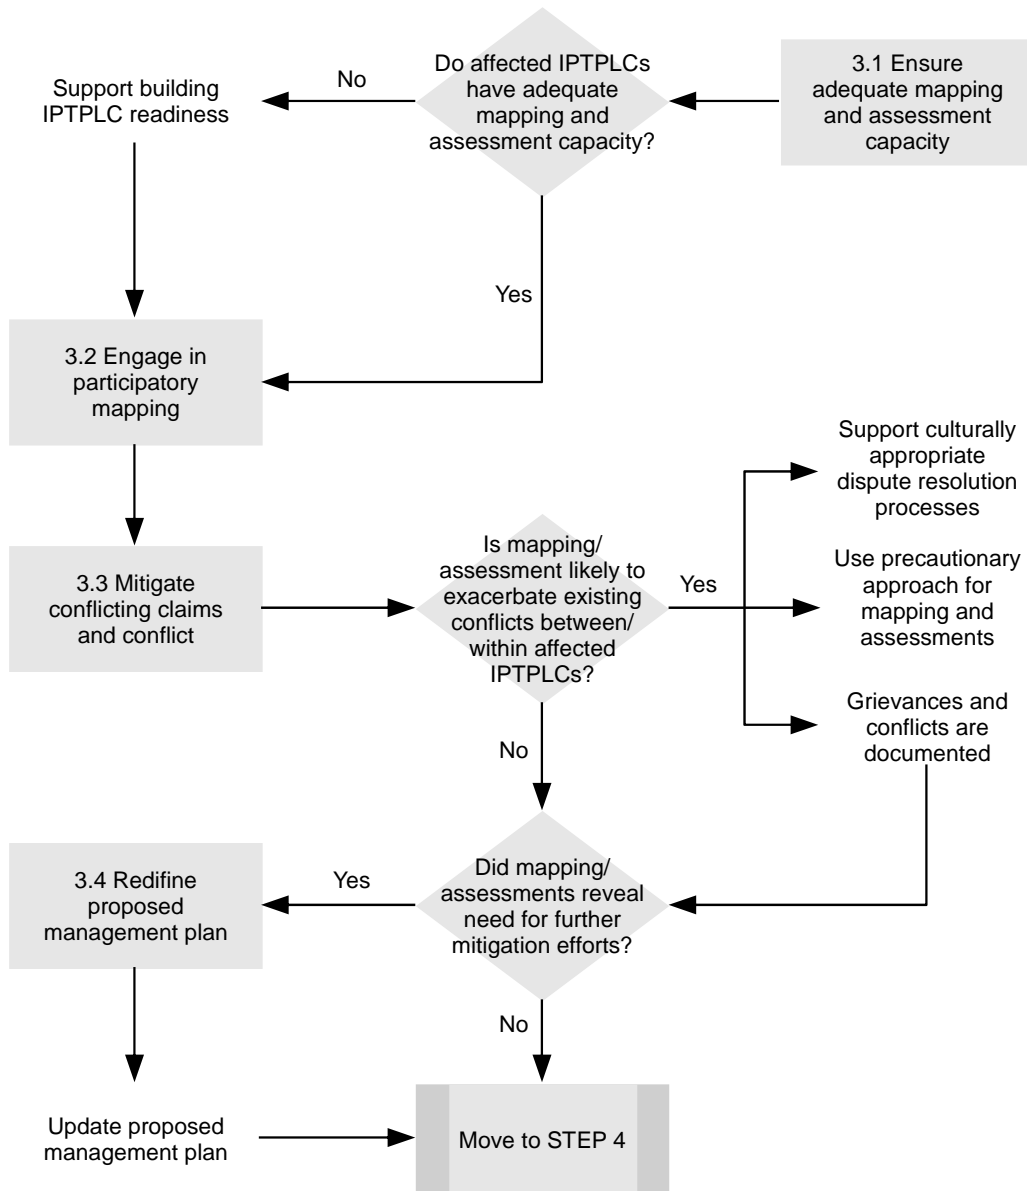 3.1 Ensure
adequate mapping
and assessment
capacity
Do affected IPTPLCs
have adequate
mapping and
assessment capacity?
No
Support building
IPTPLC readiness
Yes
3.2 Engage in
participatory
mapping
3.3 Mitigate
conflicting claims
and conflict
Is mapping/
assessment likely to
exacerbate existing
conflicts between/
within affected
IPTPLCs?
Yes
Support culturally
appropriate
dispute resolution
processes
Use precautionary
approach for
mapping and
assessments
Grievances and
conflicts are
documented
No
Did mapping/
assessments reveal
need for further
mitigation efforts?
Yes
3.4 Redifine
proposed
management plan
No
Update proposed
management plan
Move to STEP 4